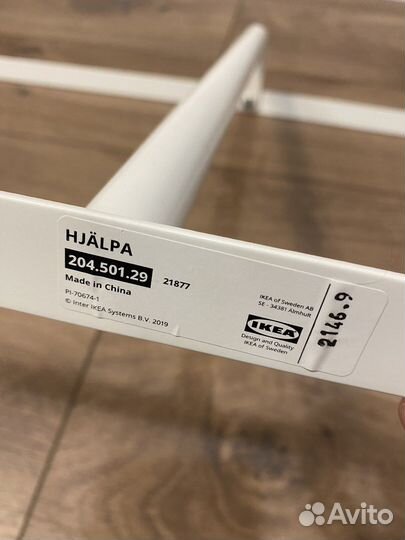 HJÄLPA
204.501.29 21877
Made in China
PI-70674-1
© Inter IKEA Systems B.V. 2019
IKEA of Sweden AB
SE - 34381 Älmhult
IKEA
Design and Quality
IKEA of Sweden
2146.9
Avito